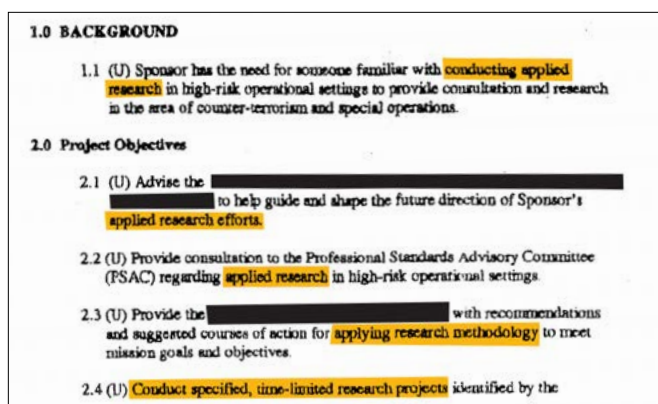 1.0 BACKGROUND
1.1 (U) Sponsor has the need for someone familiar with conducting applied
research in high-risk operational settings to provide consultation and research
in the area of counter-terrorism and special operations.
2.0 Project Objectives
2.1 (U) Advise the
to help guide and shape the future direction of Sponsor's
applied research efforts.
2.2 (U) Provide consultation to the Professional Standards Advisory Committee
(PSAC) regarding applied research in high-risk operational settings.
2.3 (U) Provide the with recommendations
and suggested courses of action for applying research methodology to meet
mission goals and objectives.
2.4 (U) Conduct specified, time-limited research projects identified by the